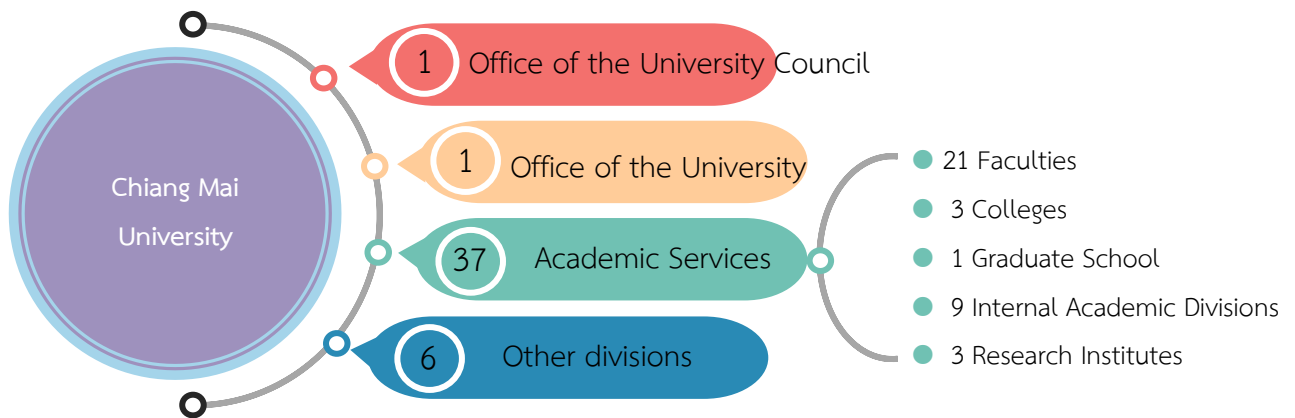 Chiang Mai
University
1 Office of the University Council
1 Office of the University
37 Academic Services
6 Other divisions
21 Faculties
3 Colleges
1 Graduate School
9 Internal Academic Divisions
3 Research Institutes